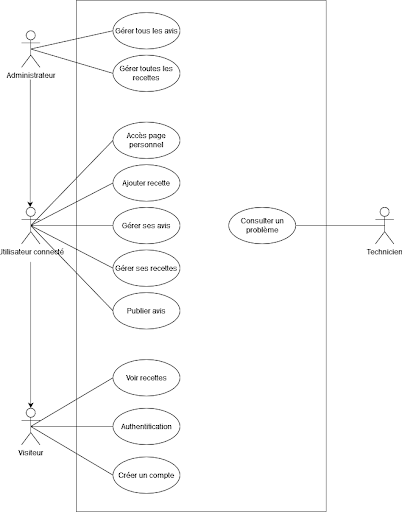 Gérer tous les avis
Administrateur
Gérer toutes les
recettes
Accès page
personnel
Ajouter recette
Gérer ses avis
Consulter un
problème
Utilisateur connecté
Technicien
Gérer ses recettes
Publier avis
Voir recettes
Authentification
Visiteur
Créer un compte